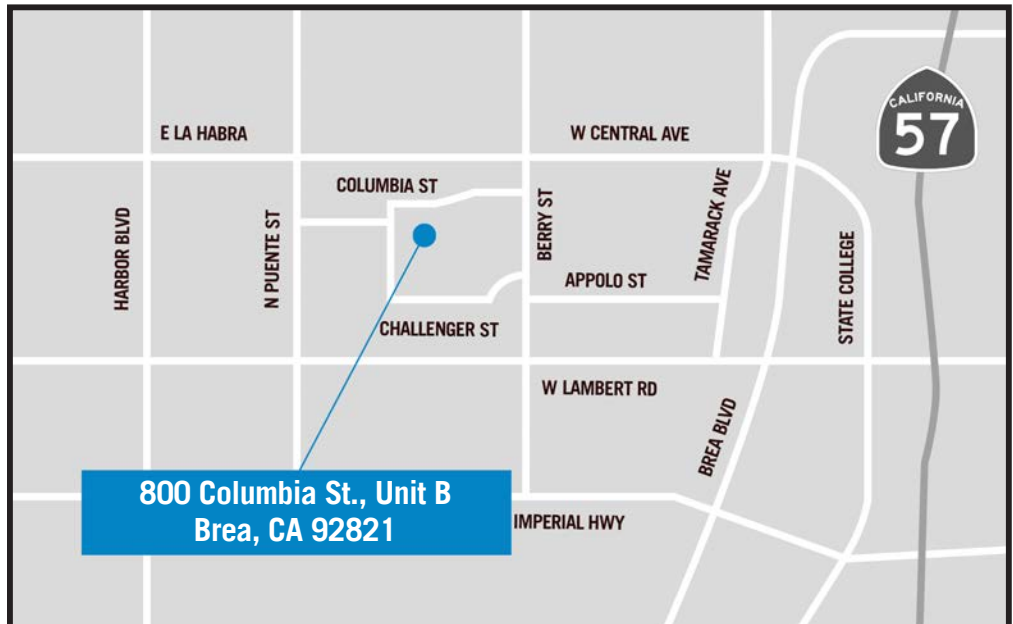 CALIFORNIA
57
E LA HABRA
W CENTRAL AVE
COLUMBIA ST
HARBOR BLVD
N PUENTE ST
BERRY ST
TAMARACK AVE
STATE COLLEGE
APPOLO ST
CHALLENGER ST
W LAMBERT RD
BREA BLVD
800 Columbia St., Unit B
Brea, CA 92821
IMPERIAL HWY